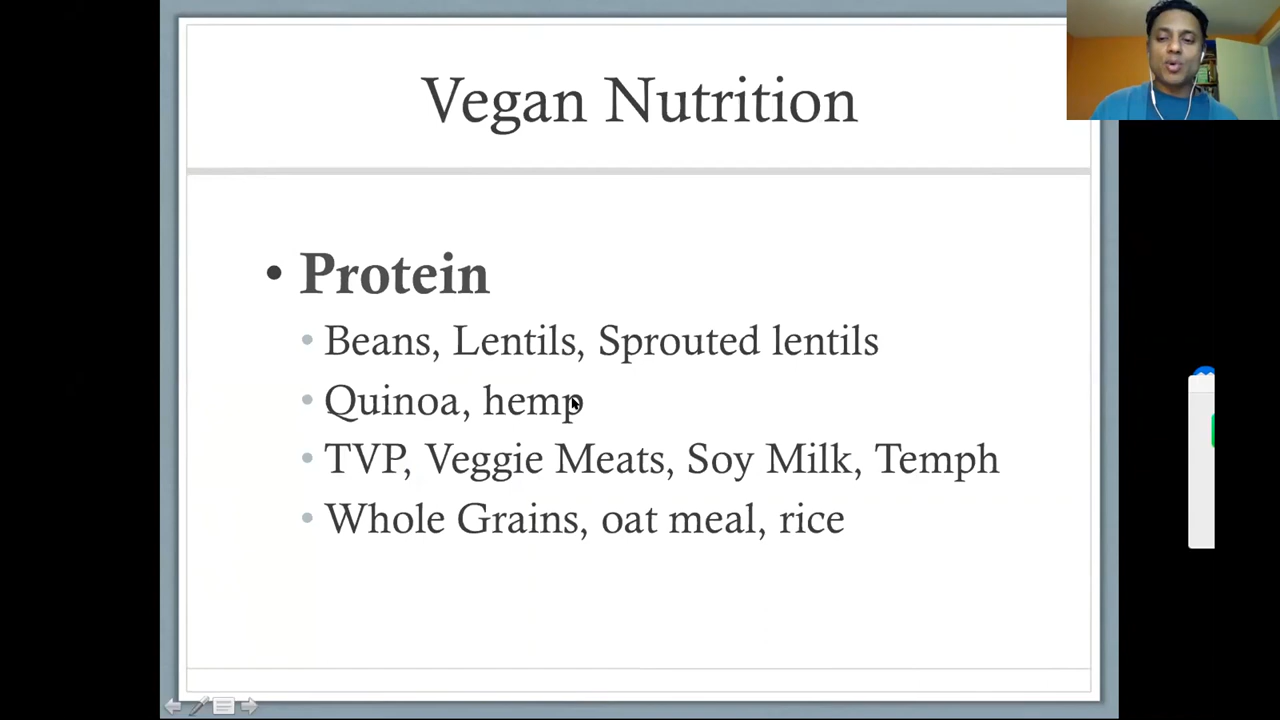 Vegan Nutrition
• Protein
• Beans, Lentils, Sprouted lentils
• Quinoa, hemp
• TVP, Veggie Meats, Soy Milk, Temph
• Whole Grains, oat meal, rice